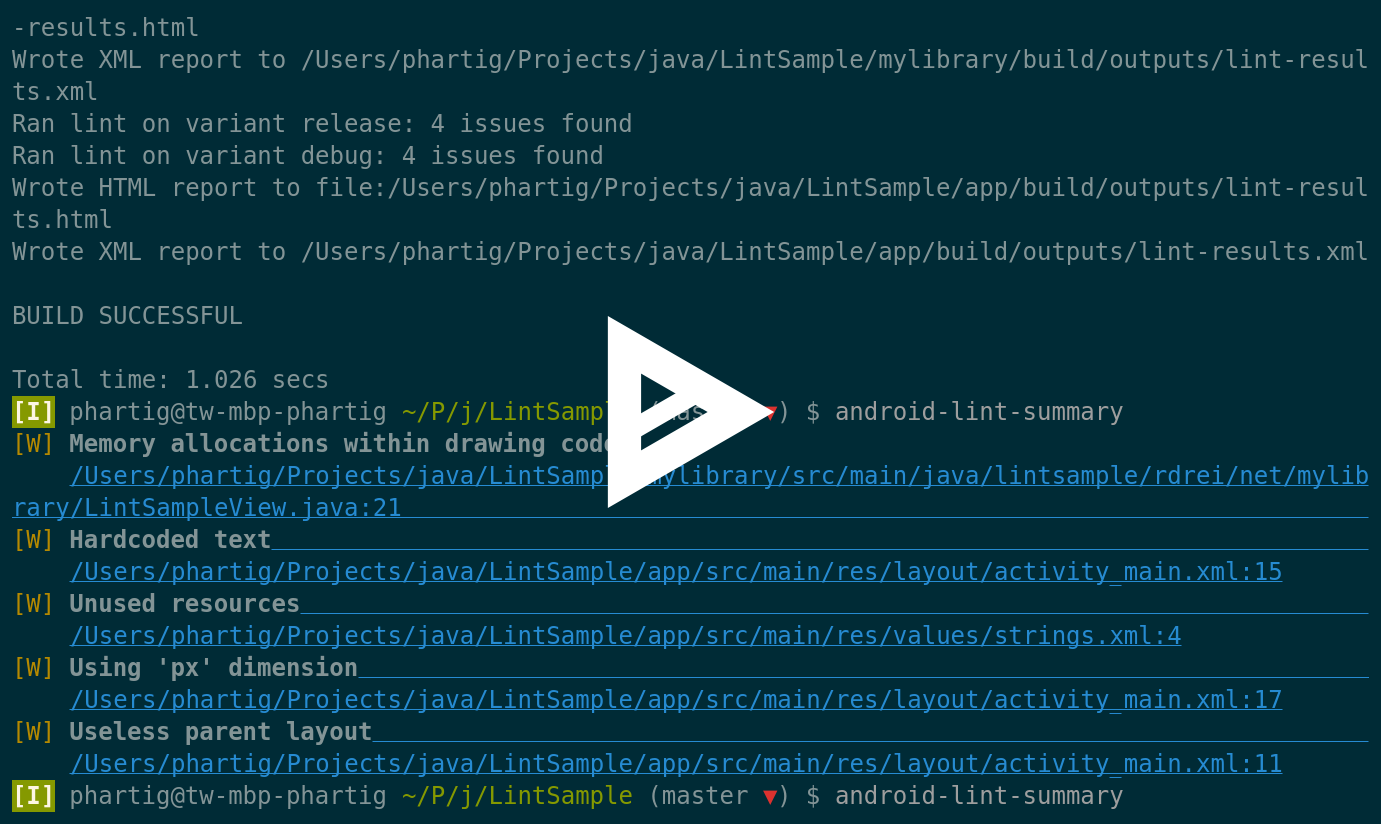 -results.html
Wrote XML report to /Users/phartig/Projects/java/LintSample/mylibrary/build/outputs/lint-resul
ts.xml
Ran lint on variant release: 4 issues found
Ran lint on variant debug: 4 issues found
Wrote HTML report to file:/Users/phartig/Projects/java/LintSample/app/build/outputs/lint-resul
ts.html
Wrote XML report to /Users/phartig/Projects/java/LintSample/app/build/outputs/lint-results.xml
BUILD SUCCESSFUL
Total time: 1.026 secs
[I] phartig@tw-mbp-phartig ▼) $ android-lint-summary
[W] Memory allocations within drawing code
/Users/phartig/Projects/java/LintSample/mylibrary/src/main/java/lintsample/rdrei/net/mylib
rary/LintSampleView.java:21
[W] Hardcoded text
/Users/phartig/Projects/java/LintSample/app/src/main/res/layout/activity_main.xml:15
[W] Unused resources
/Users/phartig/Projects/java/LintSample/app/src/main/res/values/strings.xml:4
[W] Using 'px' dimension
/Users/phartig/Projects/java/LintSample/app/src/main/res/layout/activity_main.xml:17
[W] Useless parent layout
/Users/phartig/Projects/java/LintSample/app/src/main/res/layout/activity_main.xml:11
[I] phartig@tw-mbp-phartig ~/P/j/LintSample (master ▼) $ android-lint-summary